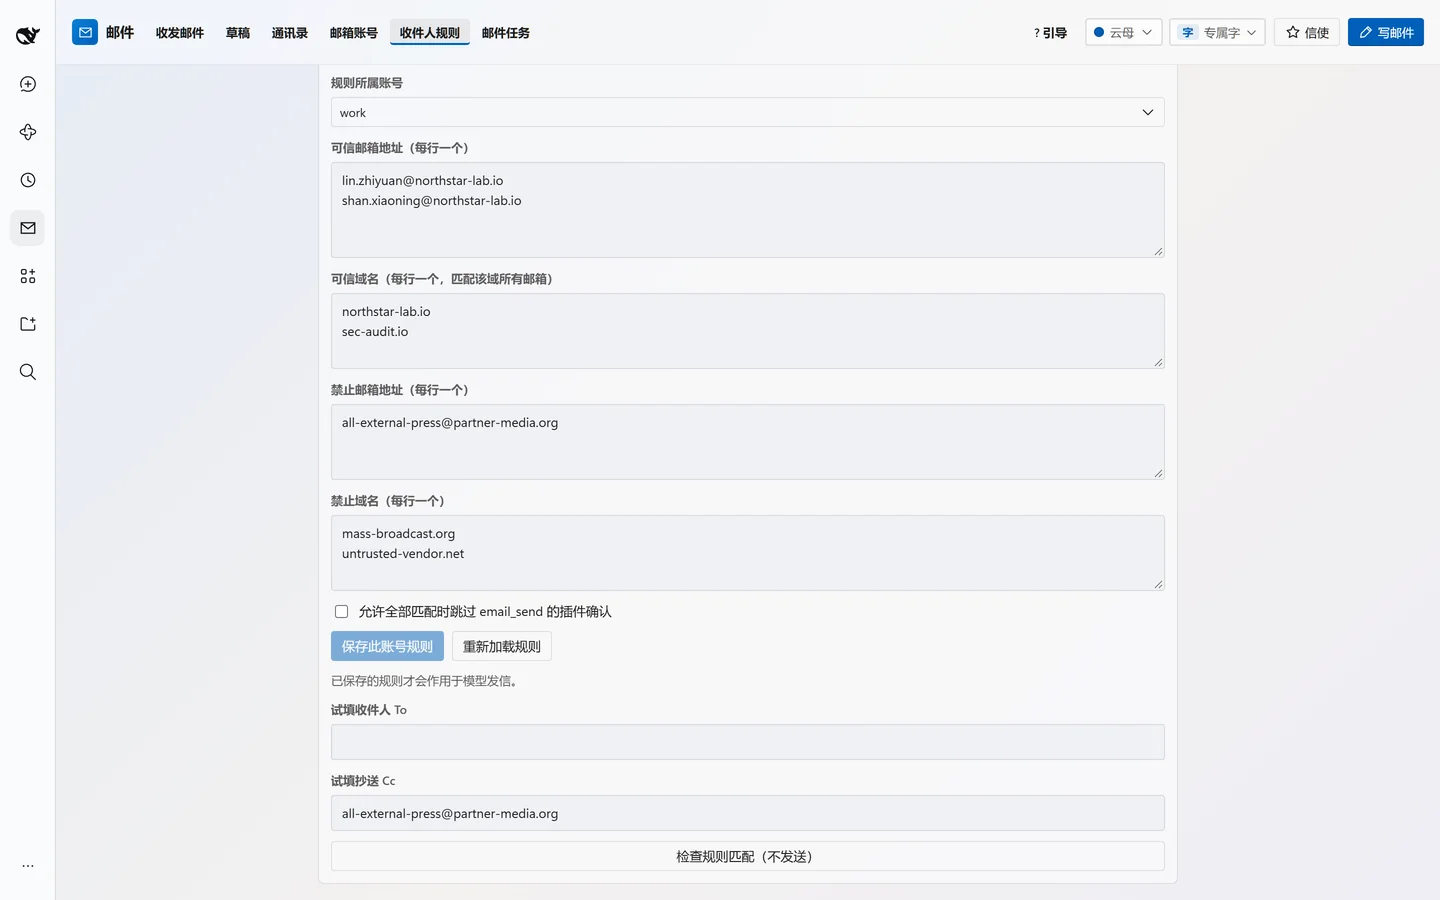 邮件
收发邮件
草稿
通讯录
邮箱账号
收件人规则
邮件任务
? 引导
云母
字 专属字
信使
写邮件
规则所属账号
work
可信邮箱地址（每行一个）
lin.zhiyuan@northstar-lab.io
shan.xiaoning@northstar-lab.io
可信域名（每行一个，匹配该域所有邮箱）
northstar-lab.io
sec-audit.io
禁止邮箱地址（每行一个）
all-external-press@partner-media.org
禁止域名（每行一个）
mass-broadcast.org
untrusted-vendor.net
允许全部匹配时跳过 email_send 的插件确认
保存此账号规则
重新加载规则
已保存的规则才会作用于模型发信。
试填收件人 To
试填抄送 Cc
all-external-press@partner-media.org
检查规则匹配（不发送）